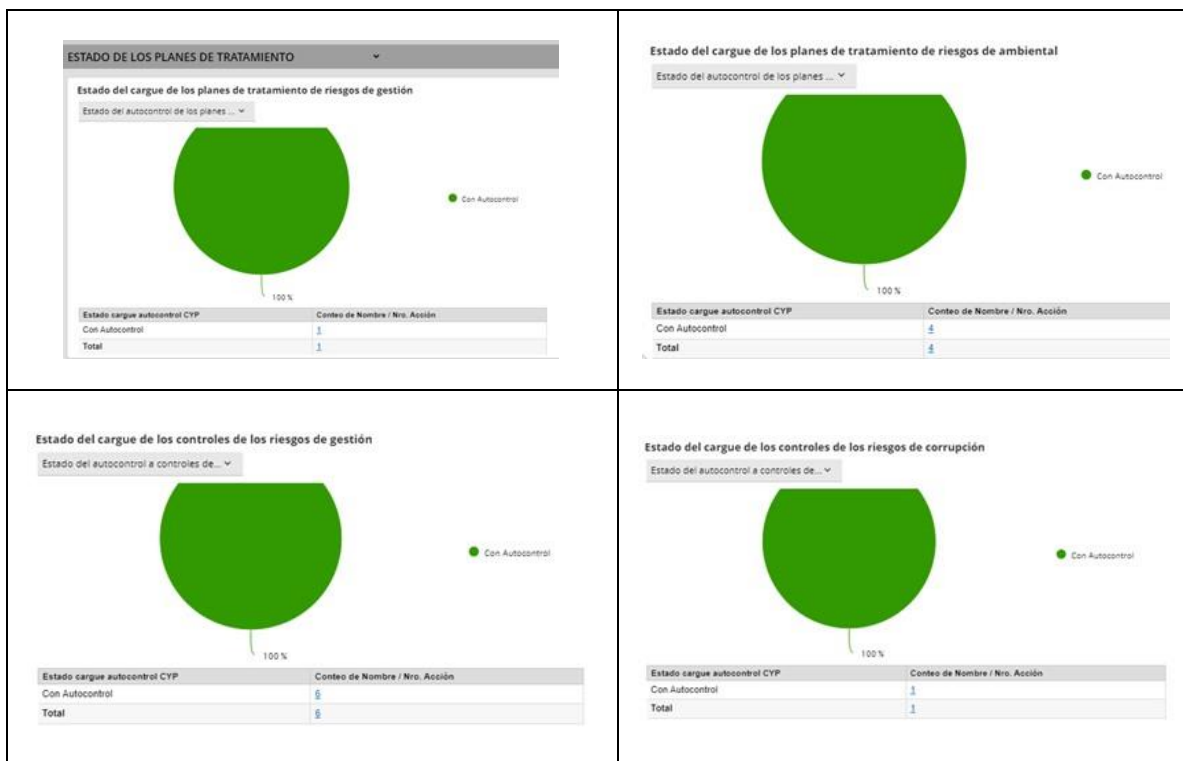 ESTADO DE LOS PLANES DE TRATAMIENTO
Estado del cargue de los planes de tratamiento de riesgos de gestión
Estado del autocontrol de los planes ...
Con Autocontrol
100 %
Estado cargue autocontrol CYP Conteo de Nombre / Nro. Acción
Con Autocontrol 1
Total 1
Estado del cargue de los planes de tratamiento de riesgos de ambiental
Estado del autocontrol de los planes ...
Con Autocontrol
100 %
Estado cargue autocontrol CYP Conteo de Nombre / Nro. Acción
Con Autocontrol 4
Total 4
Estado del cargue de los controles de los riesgos de gestión
Estado del autocontrol a controles de...
Con Autocontrol
100 %
Estado cargue autocontrol CYP Conteo de Nombre / Nro. Acción
Con Autocontrol 6
Total 6
Estado del cargue de los controles de los riesgos de corrupción
Estado del autocontrol a controles de...
Con Autocontrol
100 %
Estado cargue autocontrol CYP Conteo de Nombre / Nro. Acción
Con Autocontrol 1
Total 1